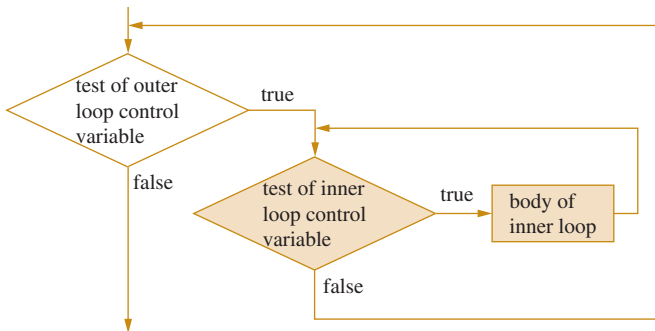 test of outer
loop control
variable
true
false
test of inner
loop control
variable
true
body of
inner loop
false